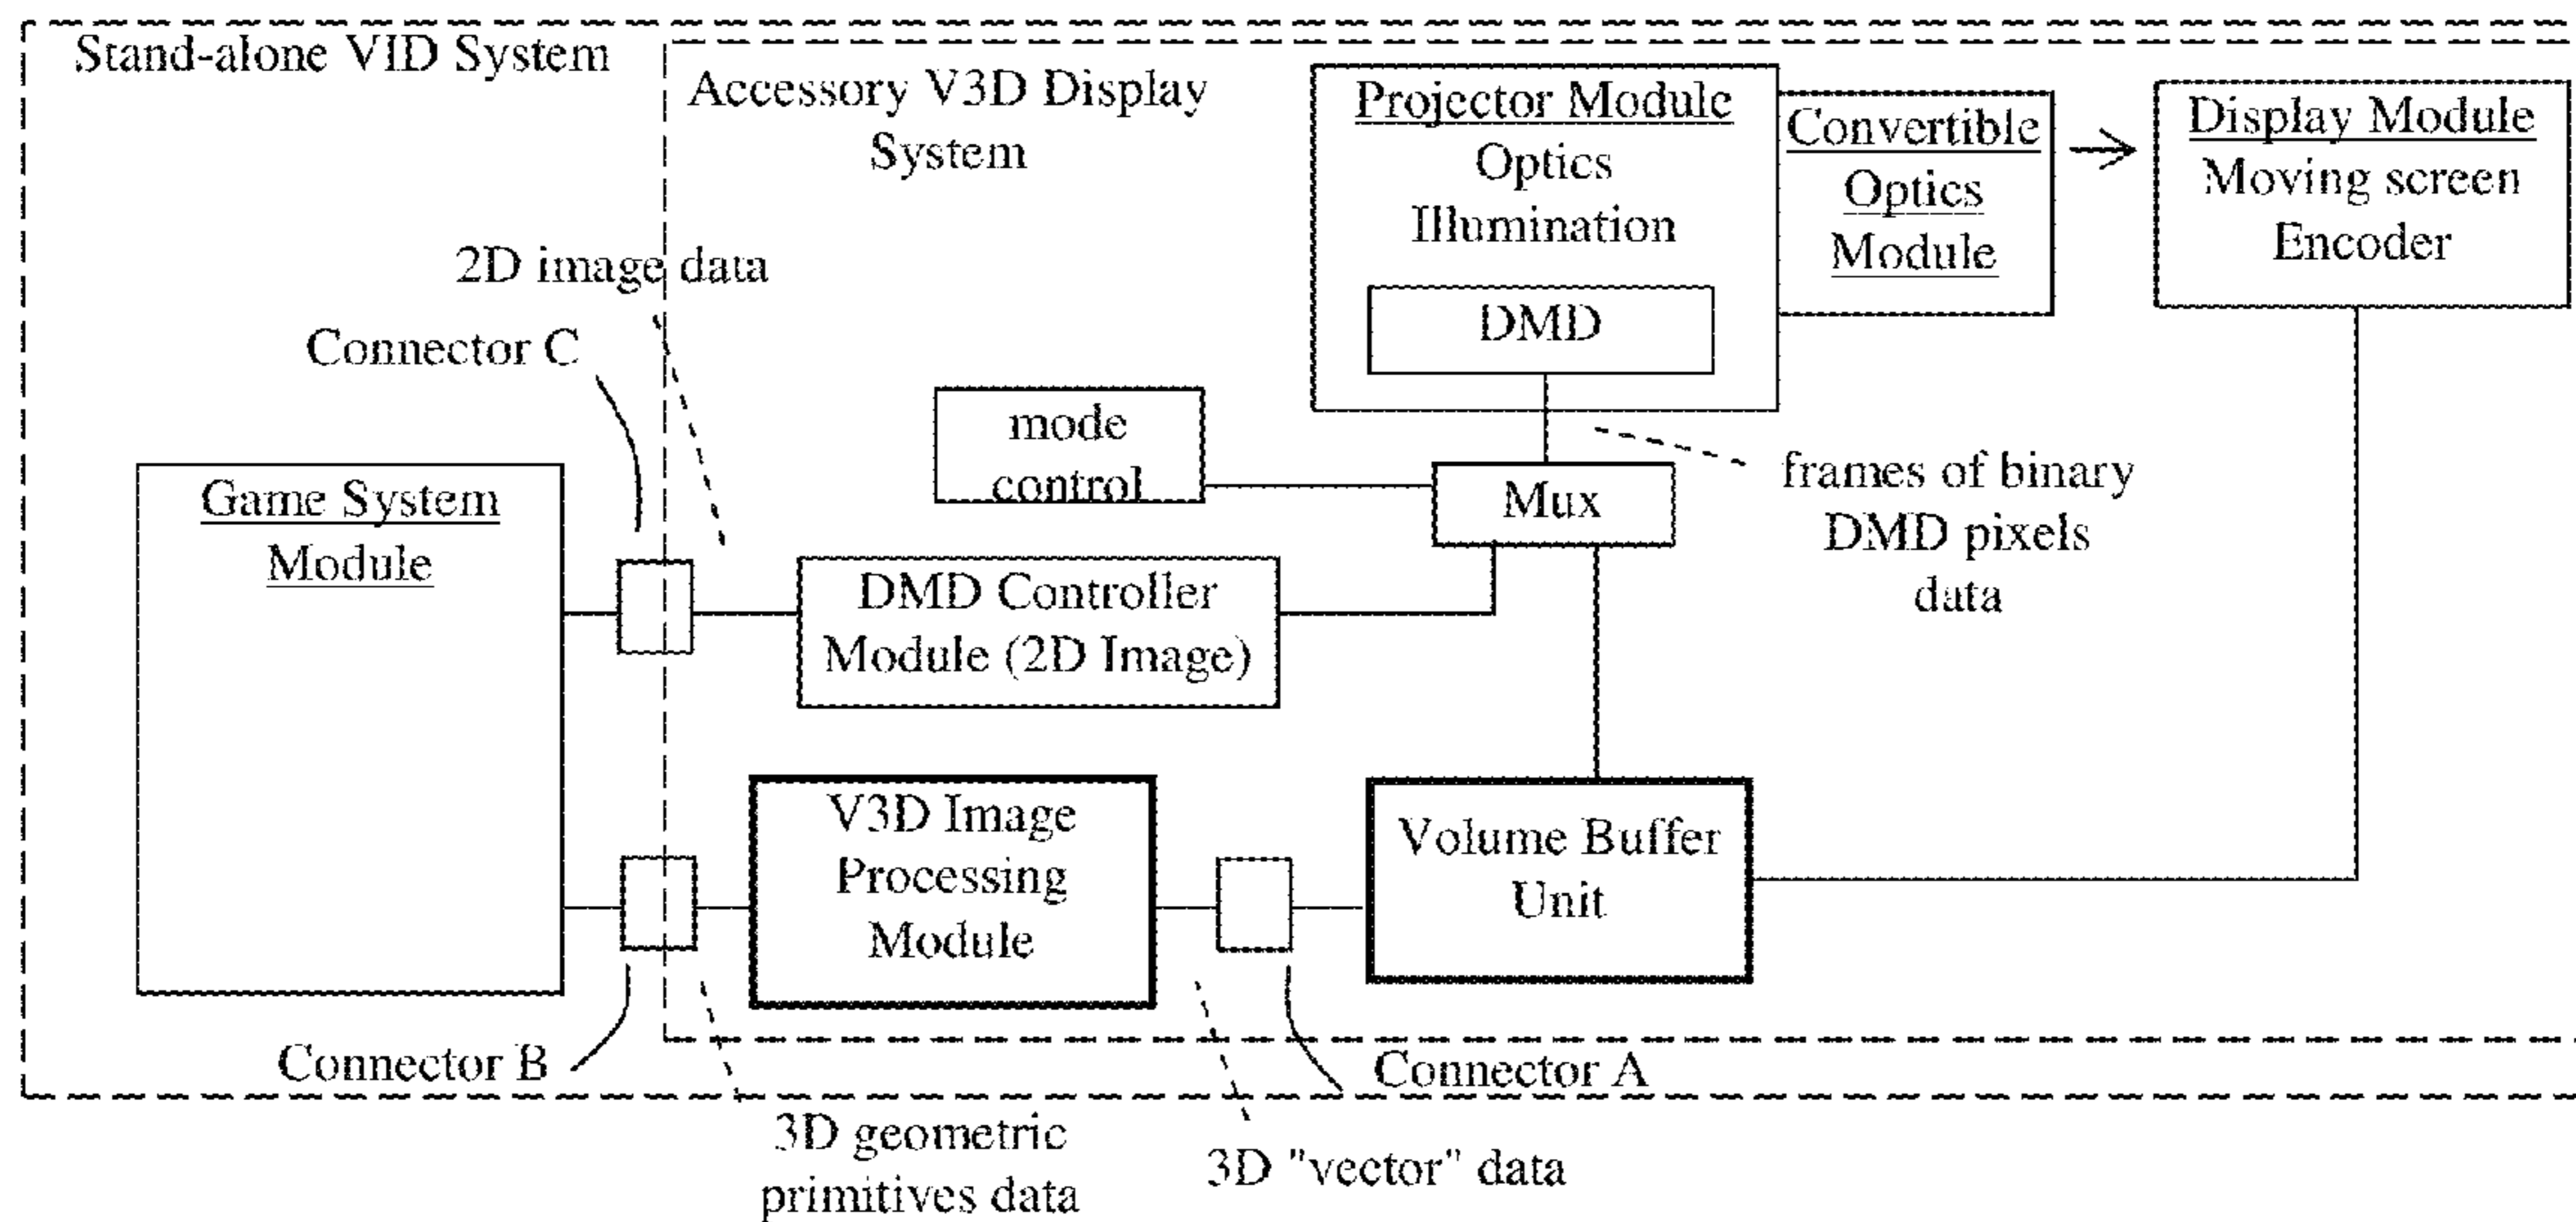 Stand-alone VID System
Accessory V3D Display
System
Projector Module
Optics
Illumination
DMD
Convertible
Optics
Module
Display Module
Moving screen
Encoder
2D image data
Connector C
mode
control
Mux
frames of binary
DMD pixels
data
Game System
Module
DMD Controller
Module (2D Image)
V3D Image
Processing
Module
Volume Buffer
Unit
Connector B
Connector A
3D geometric
primitives data
3D "vector" data